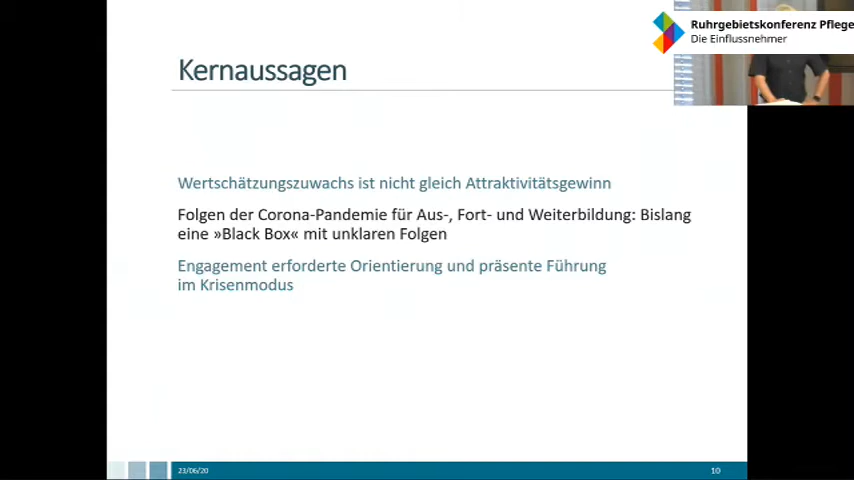 Ruhrgebietskonferenz Pflege
Die Einflussnehmer
Kernaussagen
Wertschätzungszuwachs ist nicht gleich Attraktivitätsgewinn
Folgen der Corona-Pandemie für Aus-, Fort- und Weiterbildung: Bislang
eine »Black Box« mit unklaren Folgen
Engagement erforderte Orientierung und präsente Führung
im Krisenmodus
23/06/20
10